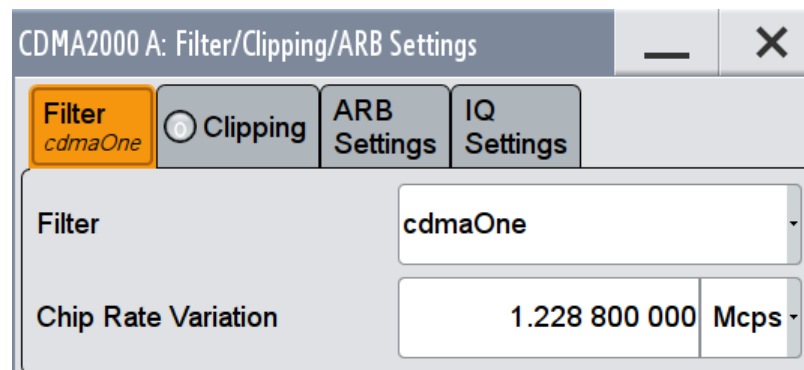 CDMA2000 A: Filter/Clipping/ARB Settings
Filter
cdmaOne
0 Clipping
ARB
Settings
IQ
Settings
Filter cdmaOne
Chip Rate Variation 1.228 800 000 Mcps